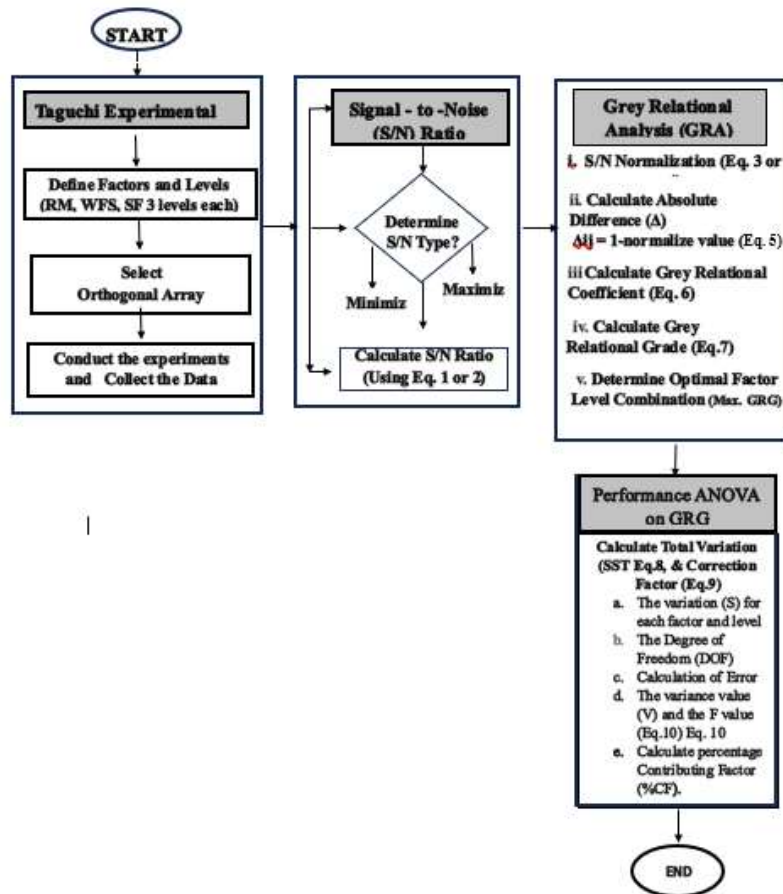 START
Taguchi Experimental
Define Factors and Levels
(RM, WFS, SF 3 levels each)
Select
Orthogonal Array
Conduct the experiments
and Collect the Data
Signal - to -Noise
(S/N) Ratio
Determine
S/N Type?
Minimiz
Maximiz
Calculate S/N Ratio
(Using Eq. 1 or 2)
Grey Relational
Analysis (GRA)
i. S/N Normalization (Eq. 3 or
ii. Calculate Absolute
Difference (Δ)
Δij = 1-normalize value (Eq. 5)
iii Calculate Grey Relational
Coefficient (Eq. 6)
iv. Calculate Grey
Relational Grade (Eq.7)
v. Determine Optimal Factor
Level Combination (Max. GRG)
Performance ANOVA
on GRG
Calculate Total Variation
(SST Eq.8, & Correction
Factor (Eq.9)
a. The variation (S) for
each factor and level
b. The Degree of
Freedom (DOF)
c. Calculation of Error
d. The variance value
(V) and the F value
(Eq.10) Eq. 10
e. Calculate percentage
Contributing Factor
(%CF).
END